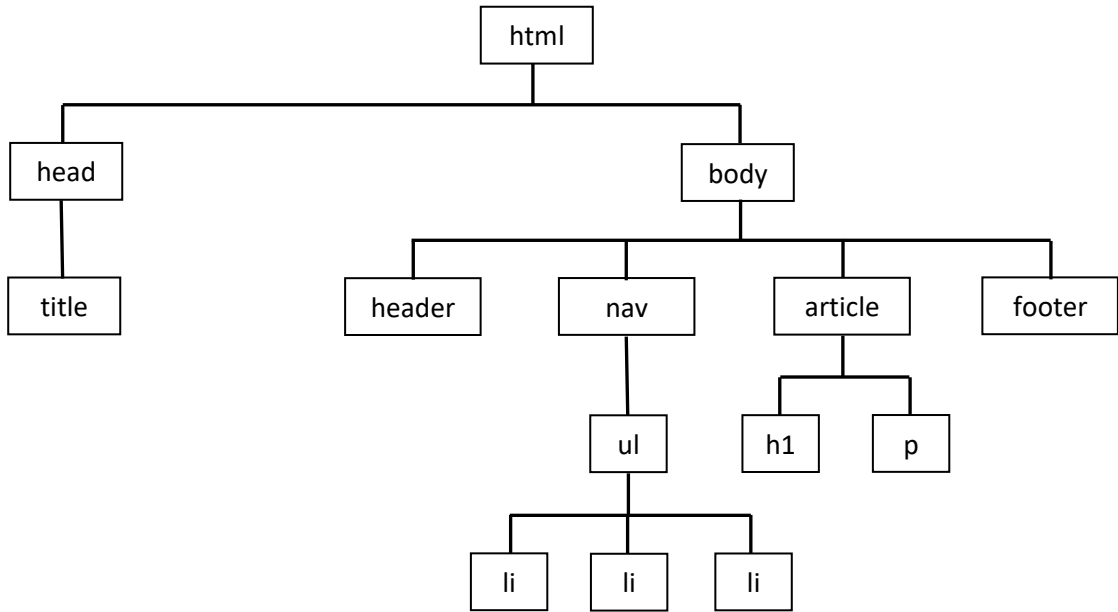 html
head
body
title
header
nav
article
footer
ul
h1
p
li
li
li